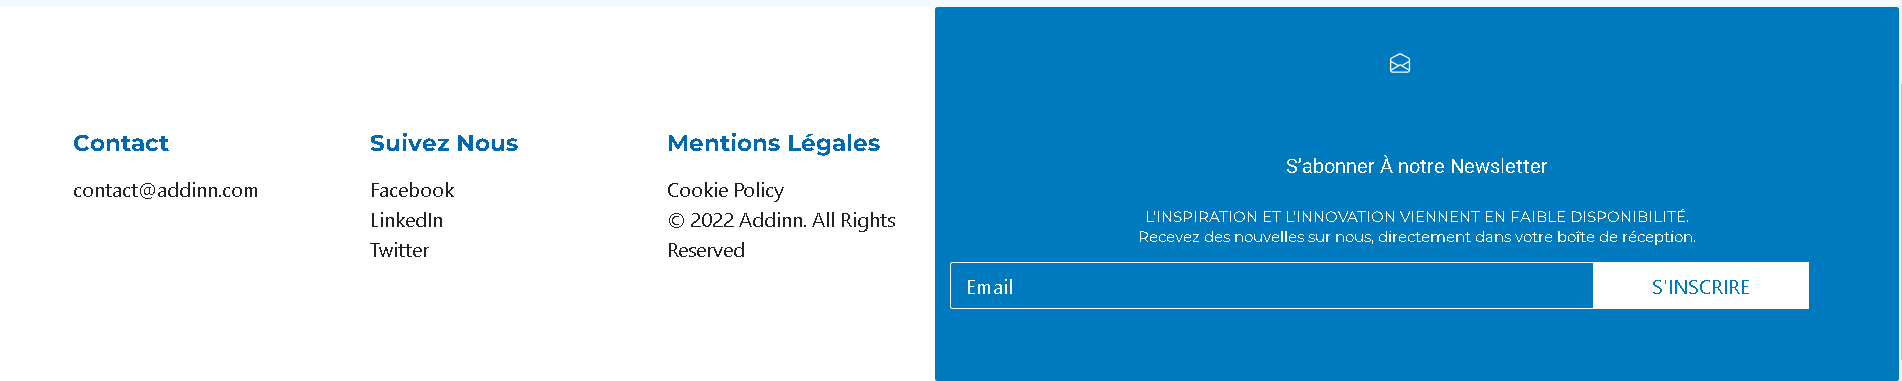 Contact
contact@addinn.com
Suivez Nous
Facebook
LinkedIn
Twitter
Mentions Légales
Cookie Policy
© 2022 Addinn. All Rights
Reserved
S’abonner À notre Newsletter
L'INSPIRATION ET L'INNOVATION VIENNENT EN FAIBLE DISPONIBILITÉ.
Recevez des nouvelles sur nous, directement dans votre boîte de réception.
Email
S'INSCRIRE